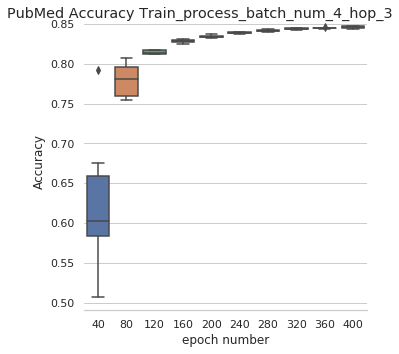 PubMed Accuracy Train_process_batch_num_4_hop_3
0.85
0.80
0.75
0.70
0.65
0.60
0.55
0.50
Accuracy
40 80 120 160 200 240 280 320 360 400
epoch number